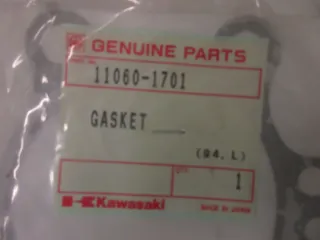 GENUINE PARTS
11060-1701
GASKET
(94. L)
1
Kawasaki
MADE IN JAPAN